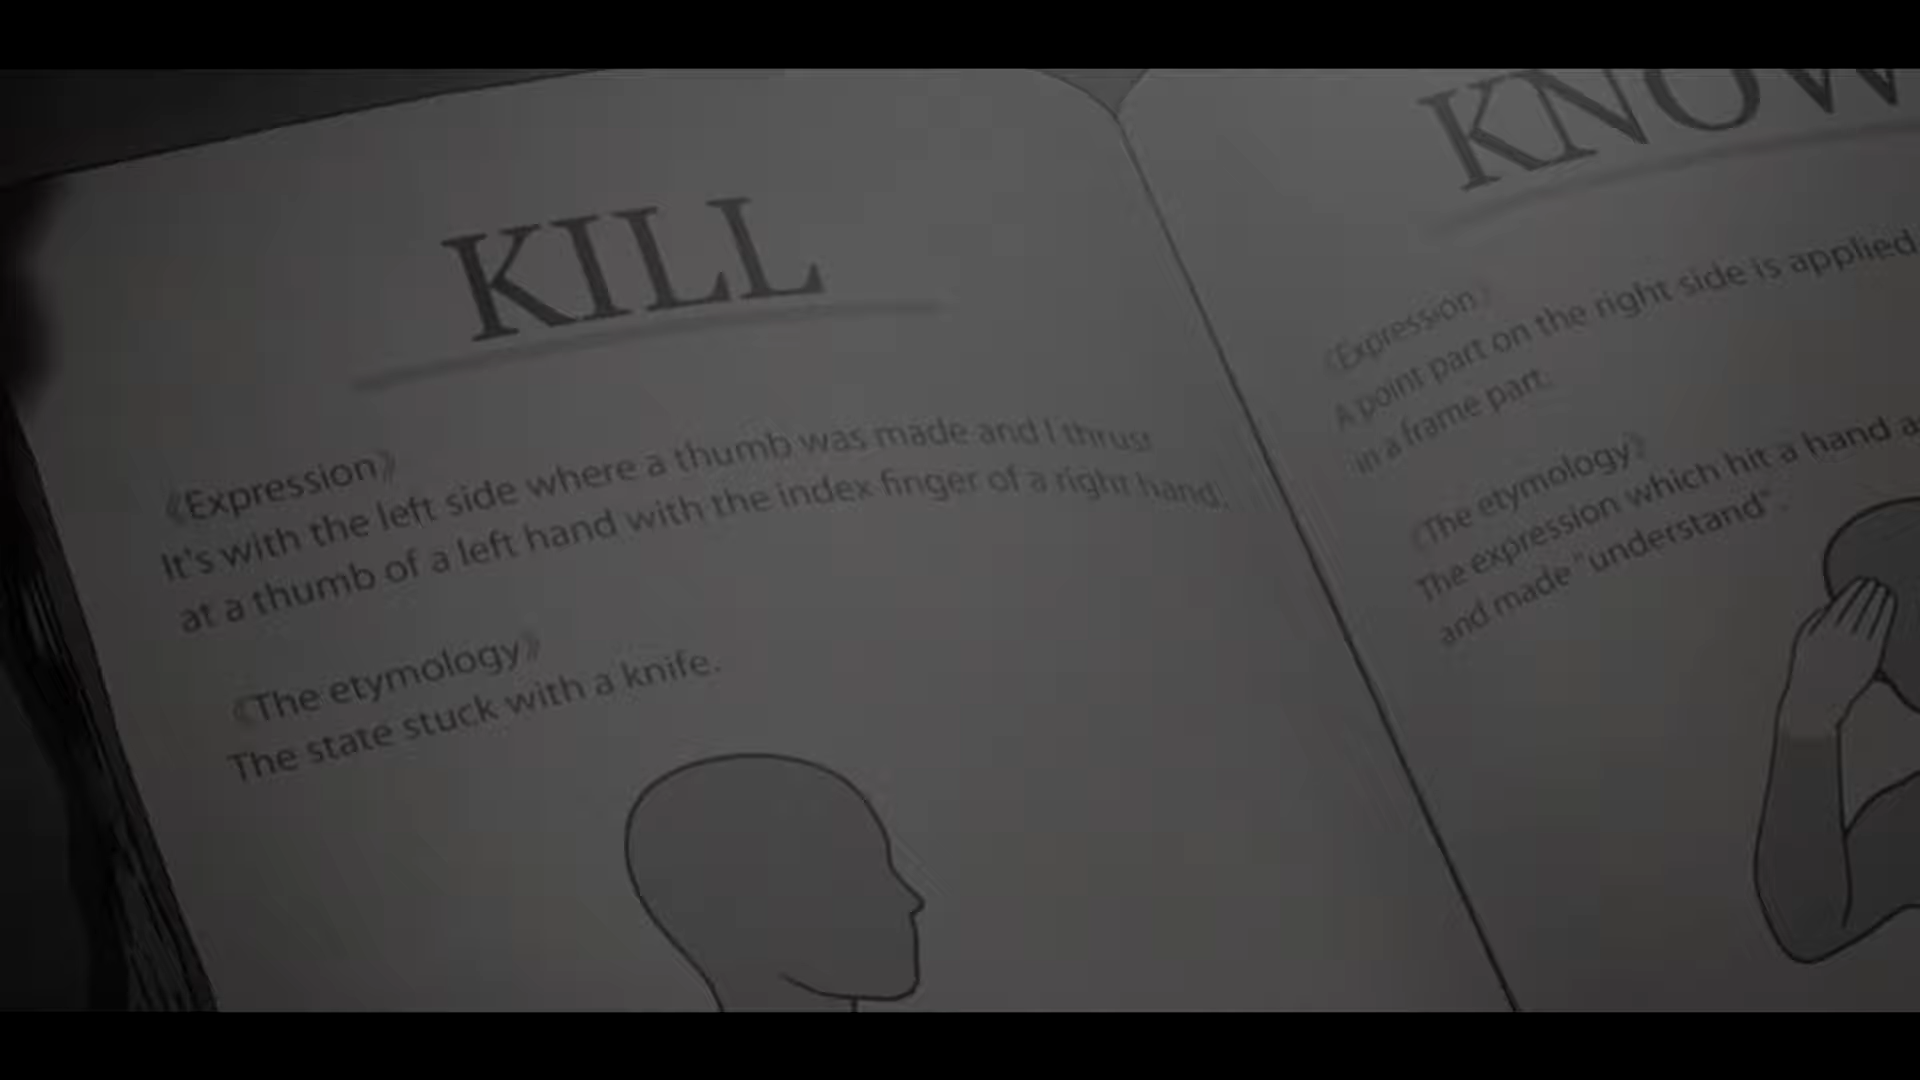 KILL
《Expression》
It's with the left side where a thumb was made and I thrust
at a thumb of a left hand with the index finger of a right hand.
《The etymology》
The state stuck with a knife.
KNOW
《Expression》
A point part on the right side is applied
in a frame part.
《The etymology》
The expression which hit a hand a
and made "understand".